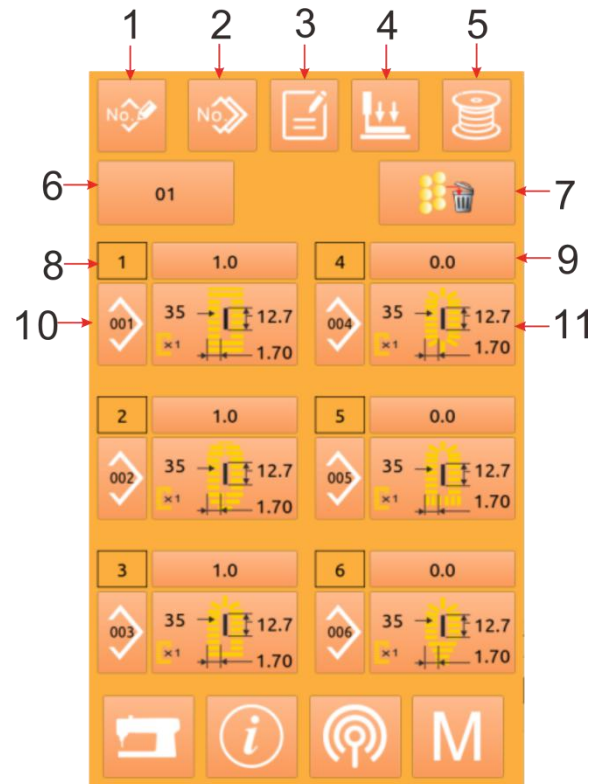 1 2 3 4 5
No. No.
6 01 7
8 1 1.0 4 0.0 9
10 001 35 12.7 004 35 12.7 11
×1 1.70 ×1 1.70
2 1.0 5 0.0
002 35 12.7 005 35 12.7
×1 1.70 ×1 1.70
3 1.0 6 0.0
003 35 12.7 006 35 12.7
×1 1.70 ×1 1.70
i M